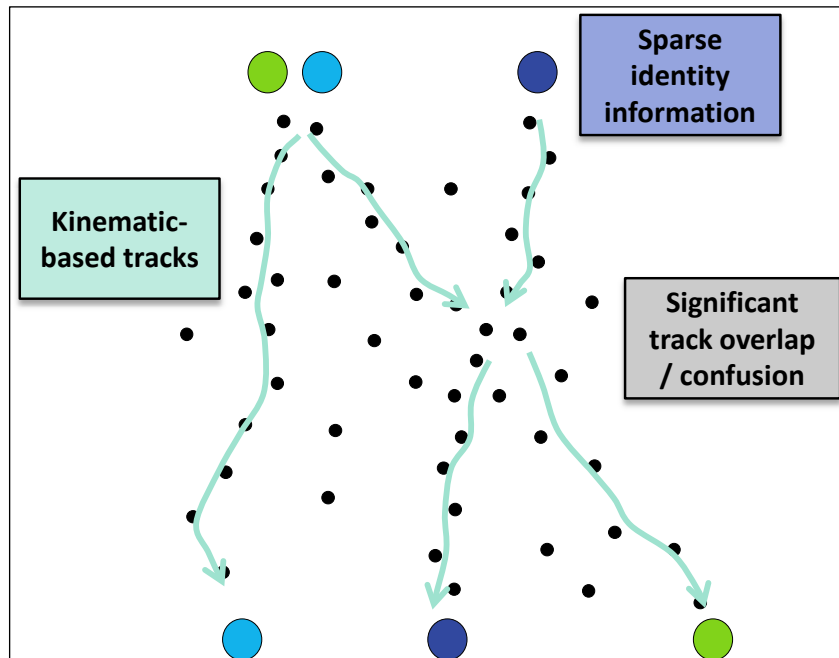 Sparse
identity
information
Kinematic-
based tracks
Significant
track overlap
/ confusion